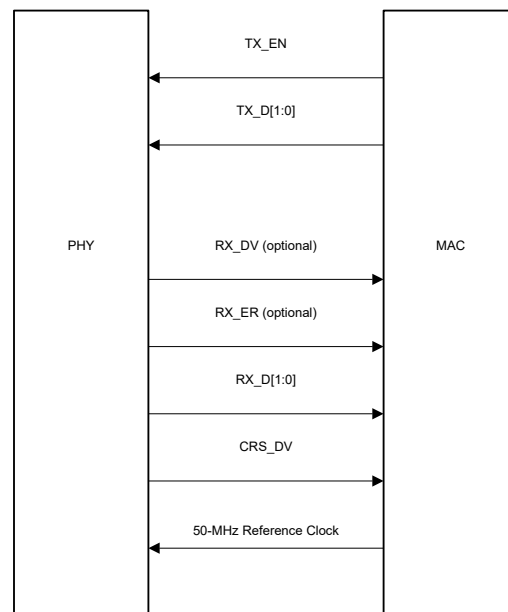 TX_EN
TX_D[1:0]
PHY
RX_DV (optional)
MAC
RX_ER (optional)
RX_D[1:0]
CRS_DV
50-MHz Reference Clock